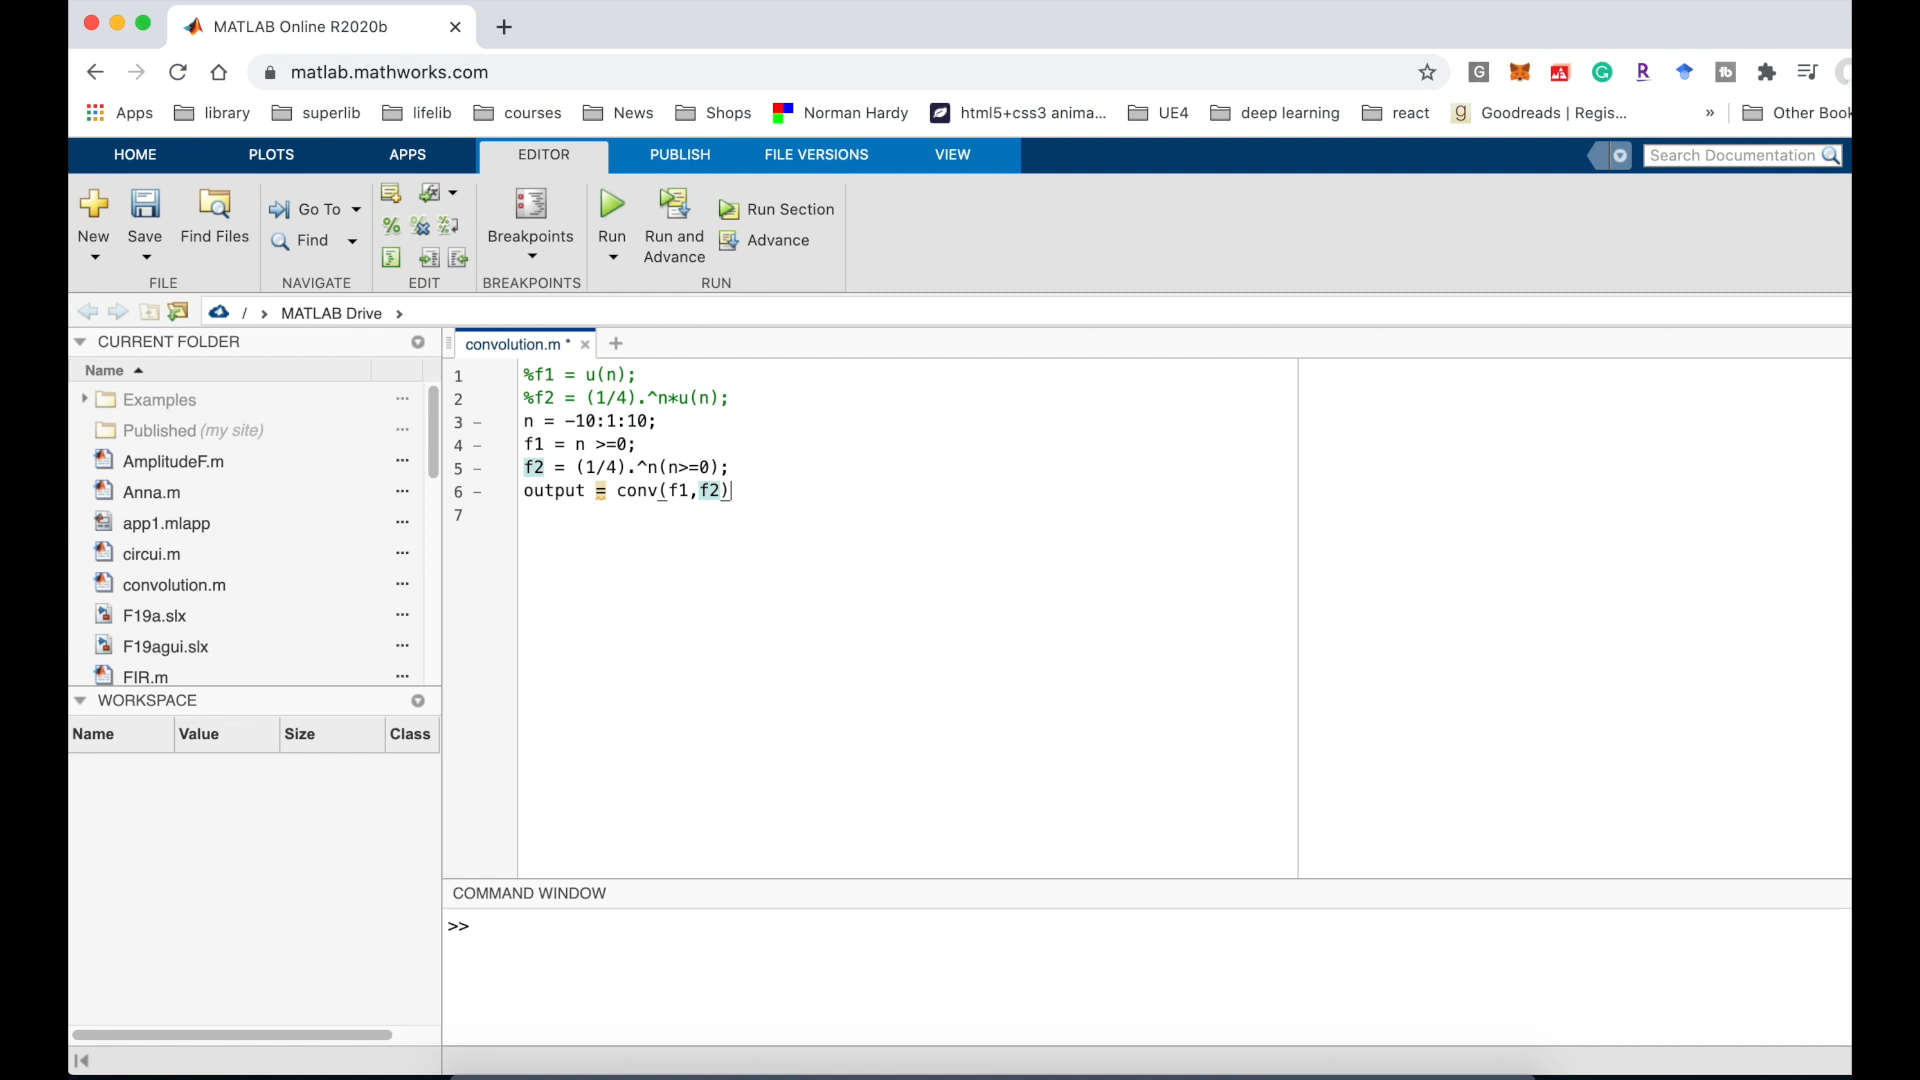 MATLAB Online R2020b
matlab.mathworks.com
Apps library superlib lifelib courses News Shops Norman Hardy html5+css3 anima... UE4 deep learning react Goodreads | Regis... » Other Book
HOME PLOTS APPS EDITOR PUBLISH FILE VERSIONS VIEW Search Documentation
New Save Find Files Go To Find Breakpoints Run Run and Advance Run Section Advance
FILE NAVIGATE EDIT BREAKPOINTS RUN
/ › MATLAB Drive ›
CURRENT FOLDER
Name
Examples
Published (my site)
AmplitudeF.m
Anna.m
app1.mlapp
circui.m
convolution.m
F19a.slx
F19agui.slx
FIR.m
WORKSPACE
Name Value Size Class
convolution.m *
1 %f1 = u(n);
2 %f2 = (1/4).^n*u(n);
3 – n = -10:1:10;
4 – f1 = n >=0;
5 – f2 = (1/4).^n(n>=0);
6 – output = conv(f1,f2)
7
COMMAND WINDOW
>>